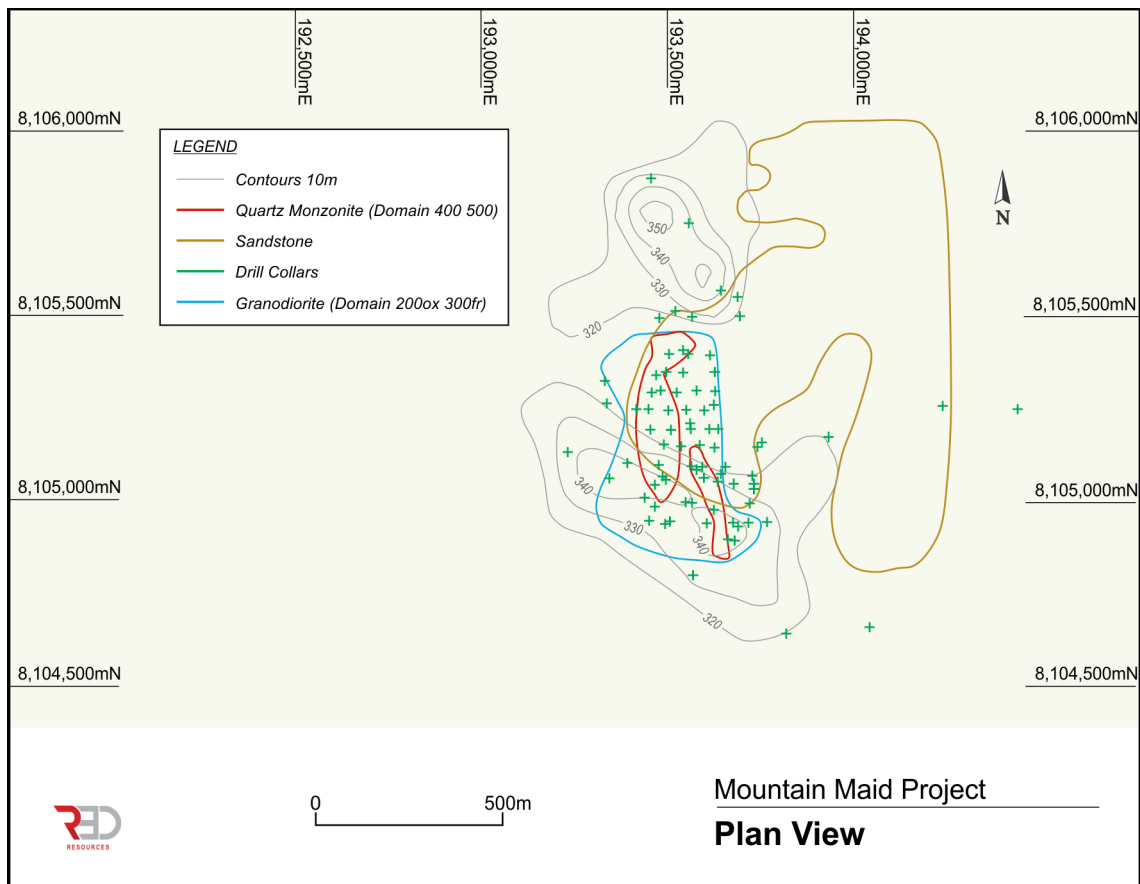 192,500mE
193,000mE
193,500mE
194,000mE
8,106,000mN
8,106,000mN
LEGEND
Contours 10m
Quartz Monzonite (Domain 400 500)
Sandstone
Drill Collars
Granodiorite (Domain 200ox 300fr)
N
350
340
330
320
8,105,500mN
8,105,500mN
340
330
340
320
8,105,000mN
8,105,000mN
8,104,500mN
8,104,500mN
RED
RESOURCES
0
500m
Mountain Maid Project
Plan View